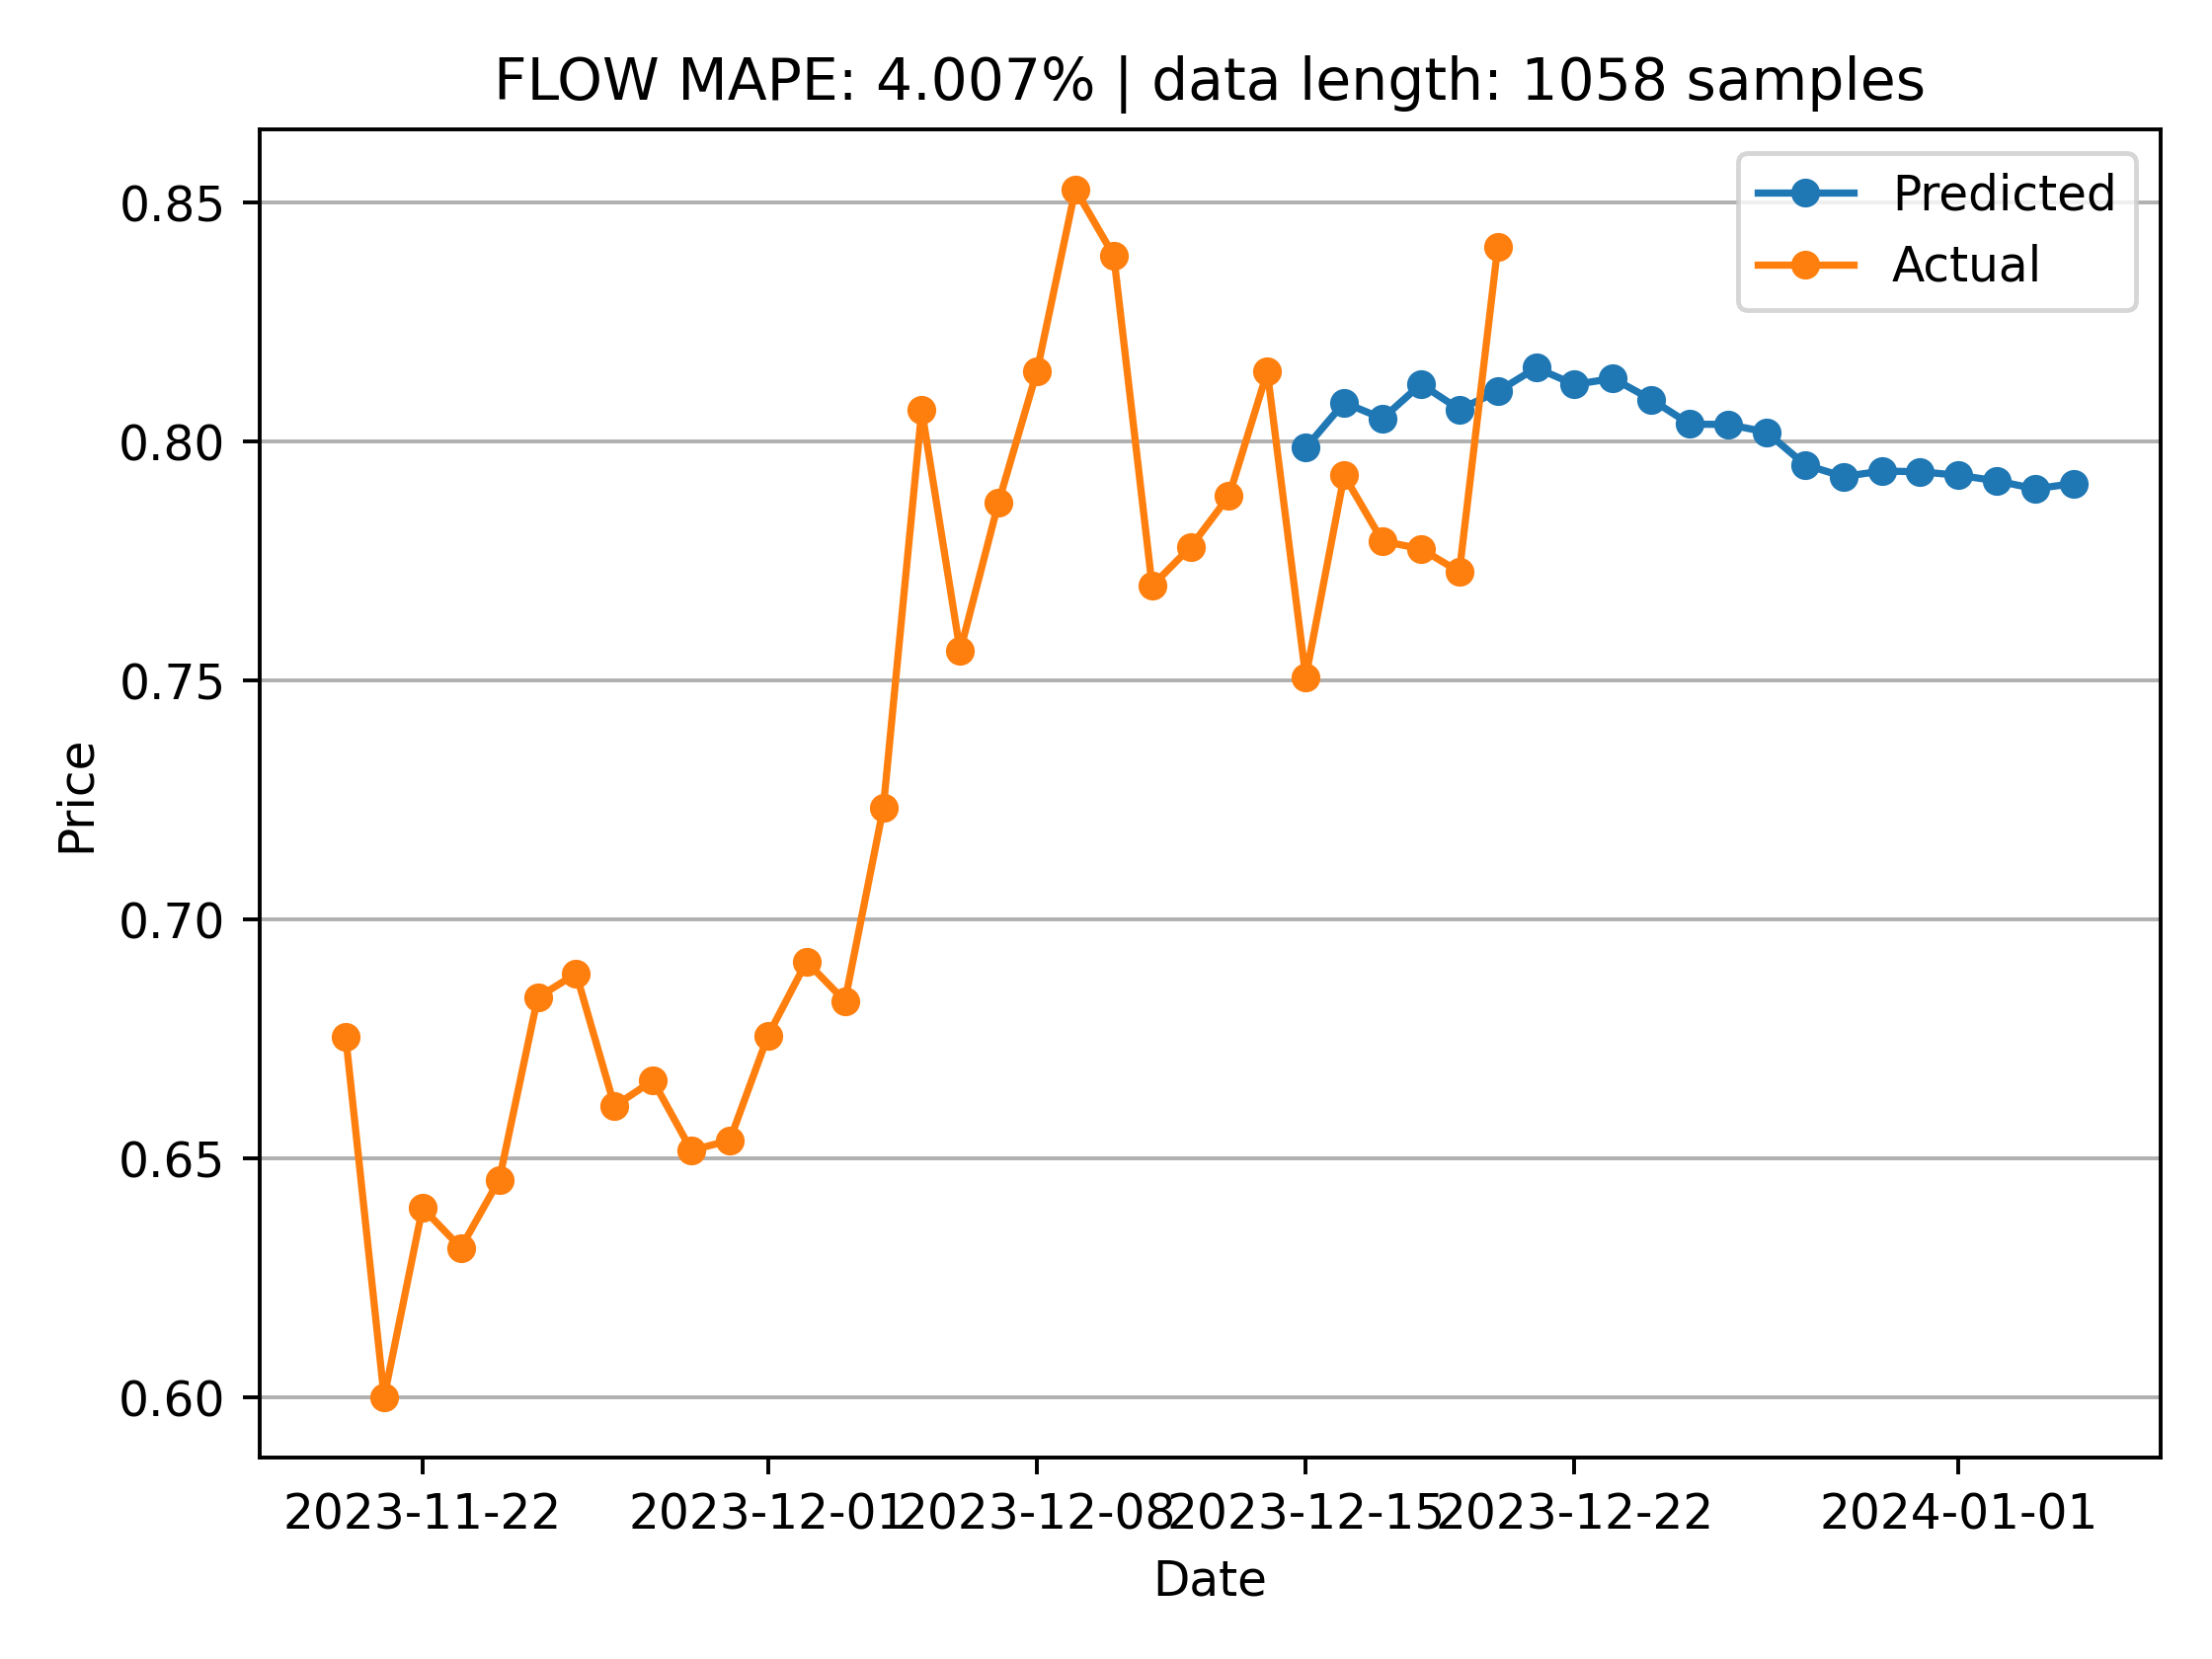 FLOW MAPE: 4.007% | data length: 1058 samples
Predicted
Actual
0.85
0.80
0.75
0.70
0.65
0.60
Price
2023-11-22 2023-12-01 2023-12-08 2023-12-15 2023-12-22 2024-01-01
Date